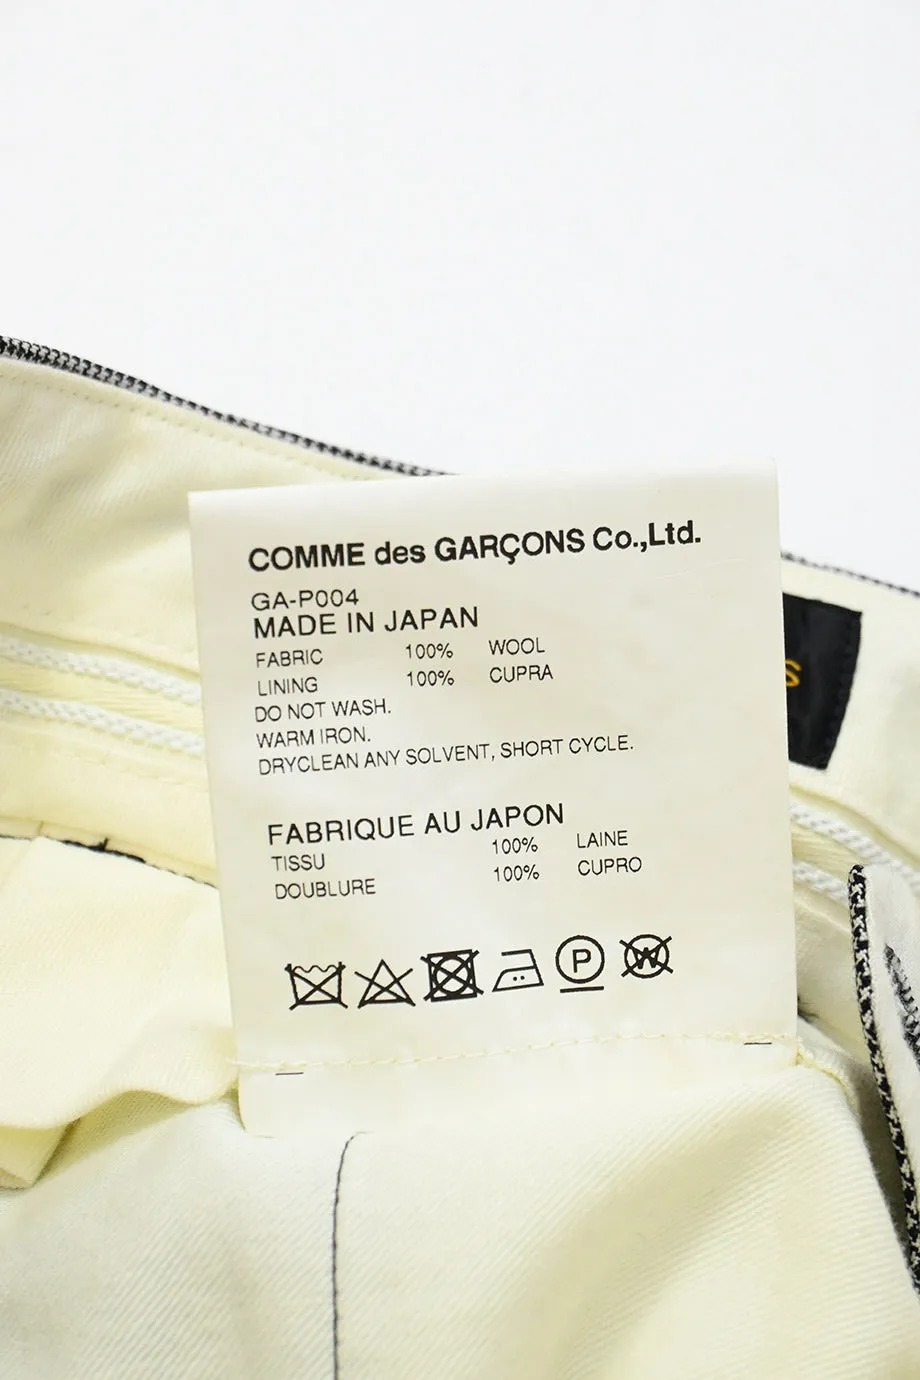 COMME des GARÇONS Co.,Ltd.
GA-P004
MADE IN JAPAN
FABRIC 100% WOOL
LINING 100% CUPRA
DO NOT WASH.
WARM IRON.
DRYCLEAN ANY SOLVENT, SHORT CYCLE.
FABRIQUE AU JAPON
TISSU 100% LAINE
DOUBLURE 100% CUPRO
P
W
S